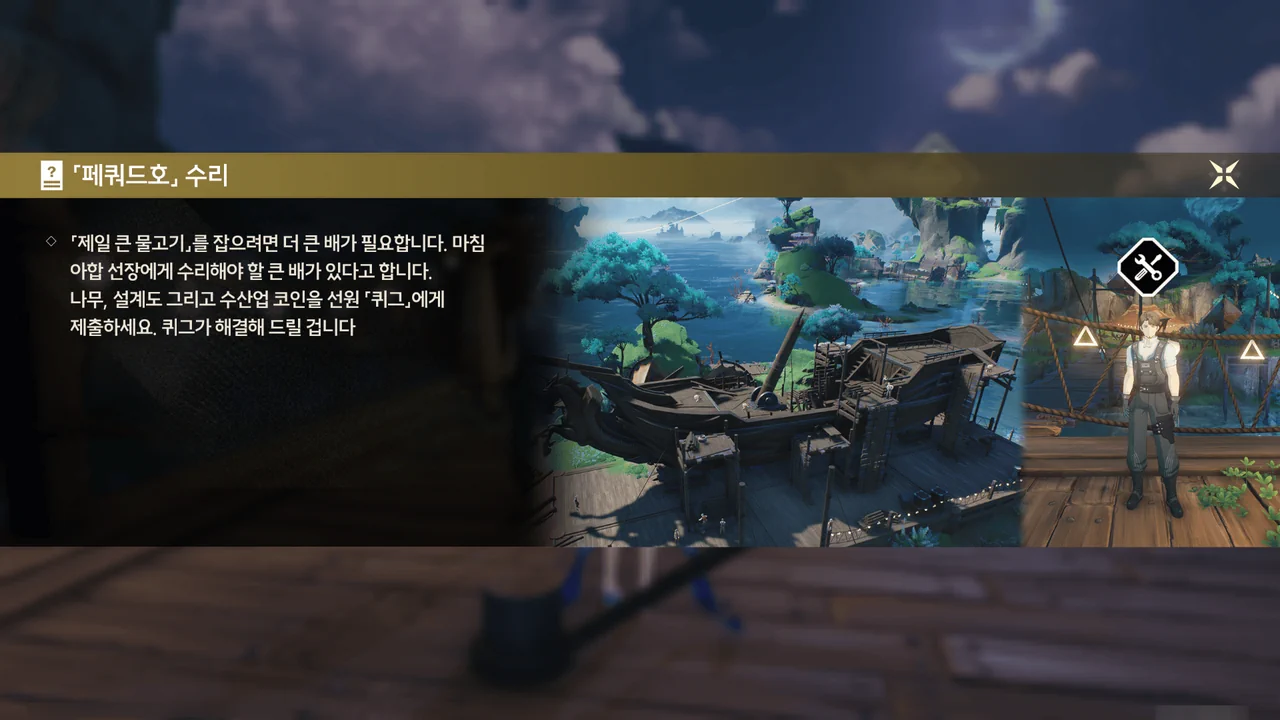 「페쿼드호」 수리
「제일 큰 물고기」를 잡으려면 더 큰 배가 필요합니다. 마침
아합 선장에게 수리해야 할 큰 배가 있다고 합니다.
나무, 설계도 그리고 수산업 코인을 선원 「퀴그」에게
제출하세요. 퀴그가 해결해 드릴 겁니다